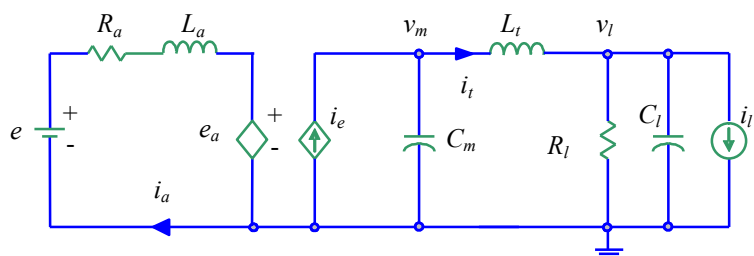 R_a L_a v_m L_t v_l
i_t
e + - e_a + - i_e C_m R_l C_l i_l
i_a